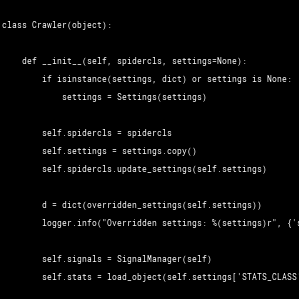 class Crawler(object):
def __init__(self, spidercls, settings=None):
if isinstance(settings, dict) or settings is None:
settings = Settings(settings)
self.spidercls = spidercls
self.settings = settings.copy()
self.spidercls.update_settings(self.settings)
d = dict(overridden_settings(self.settings))
logger.info("Overridden settings: %(settings)r", {'s
self.signals = SignalManager(self)
self.stats = load_object(self.settings['STATS_CLASS